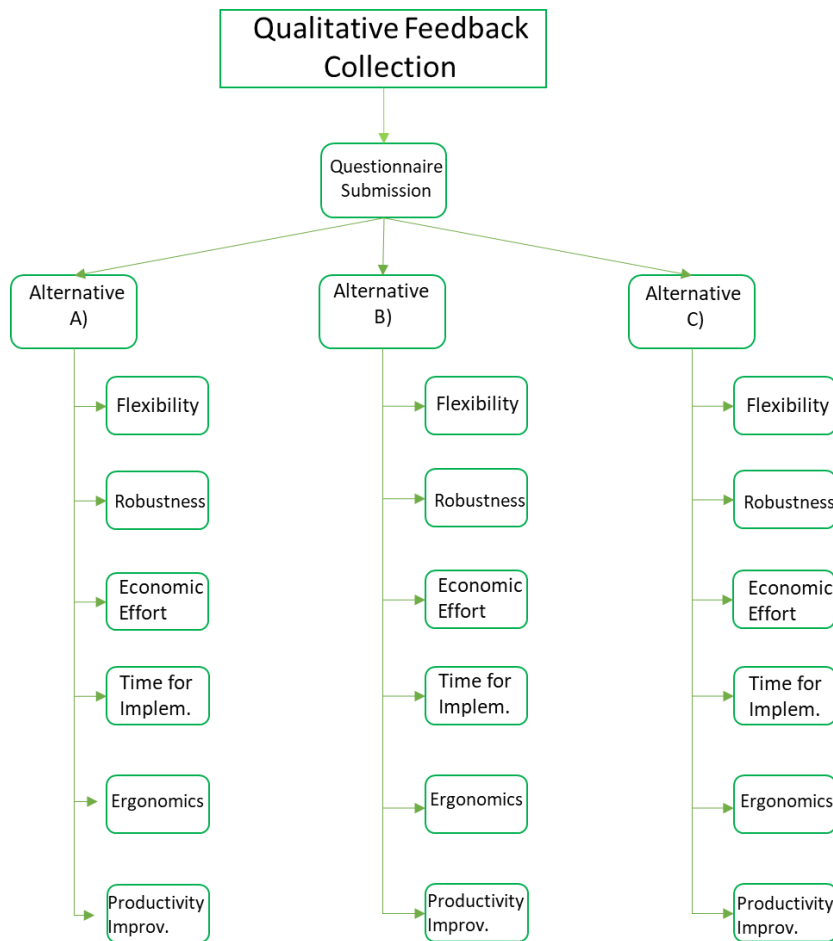 Qualitative Feedback
Collection
Questionnaire
Submission
Alternative
A)
Alternative
B)
Alternative
C)
Flexibility
Flexibility
Flexibility
Robustness
Robustness
Robustness
Economic
Effort
Economic
Effort
Economic
Effort
Time for
Implem.
Time for
Implem.
Time for
Implem.
Ergonomics
Ergonomics
Ergonomics
Productivity
Improv.
Productivity
Improv.
Productivity
Improv.